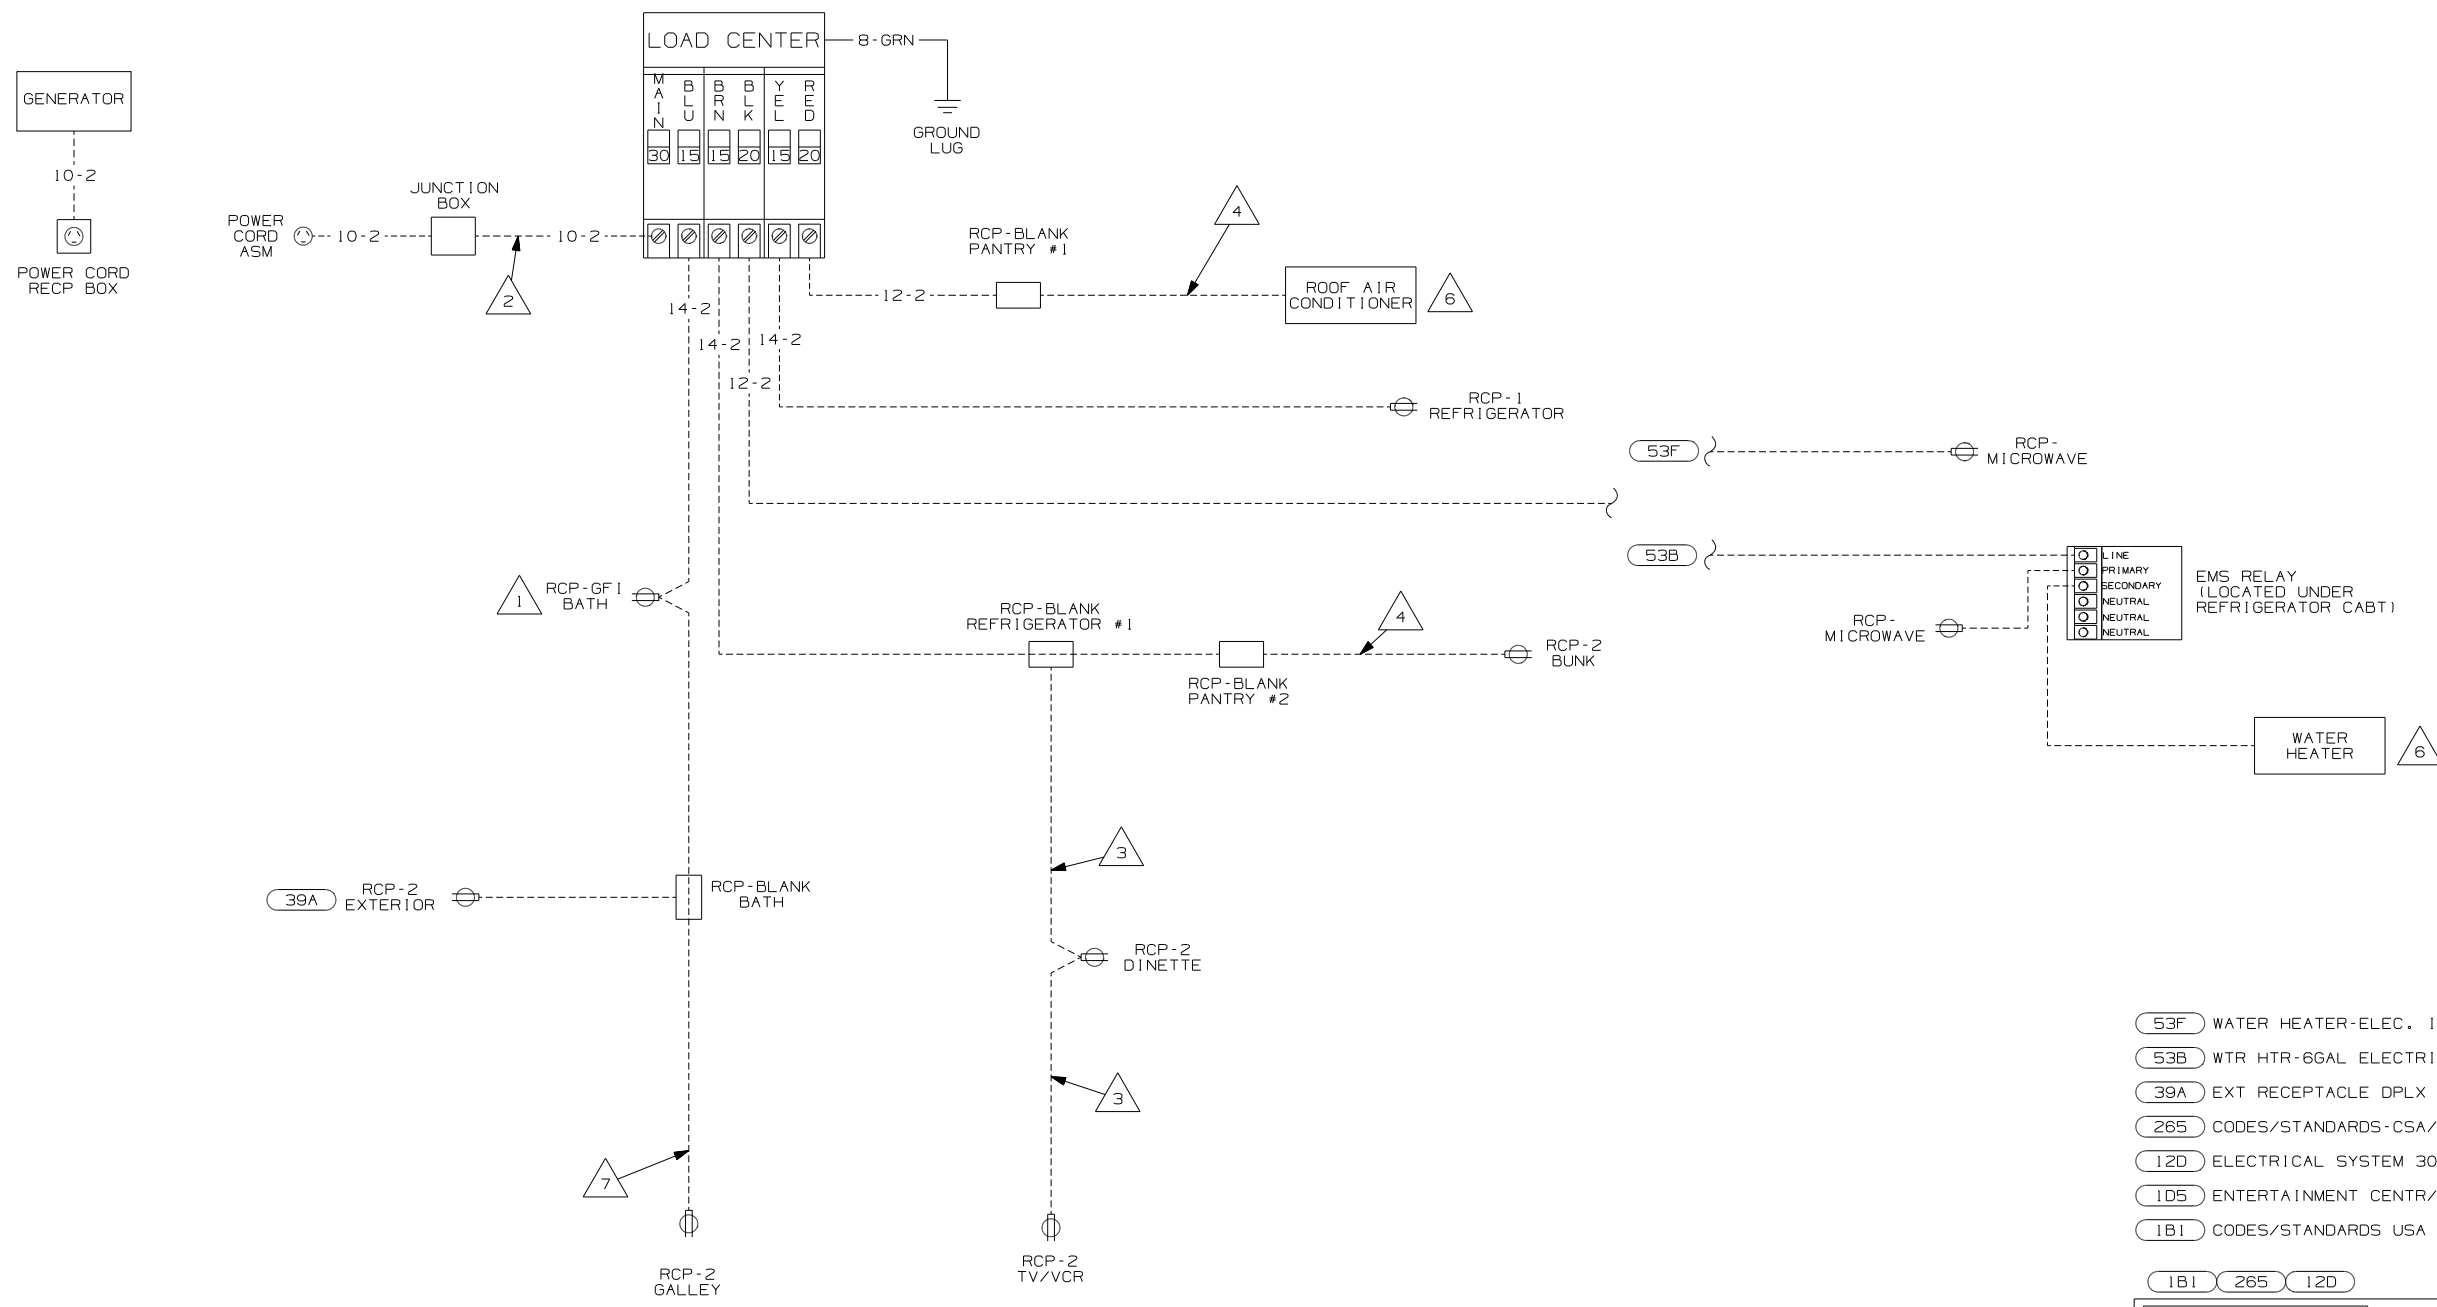 LOAD CENTER
8-GRN
GROUND
LUG
MAIN
BLU
BRN
BLK
YEL
RED
30
15
15
20
15
20
GENERATOR
10-2
POWER CORD
RECP BOX
POWER
CORD
ASM
10-2
JUNCTION
BOX
10-2
2
14-2
14-2
12-2
14-2
12-2
RCP-BLANK
PANTRY #1
4
ROOF AIR
CONDITIONER
6
RCP-1
REFRIGERATOR
53F
RCP-
MICROWAVE
53B
LINE
PRIMARY
SECONDARY
NEUTRAL
NEUTRAL
NEUTRAL
EMS RELAY
(LOCATED UNDER
REFRIGERATOR CABT)
RCP-
MICROWAVE
WATER
HEATER
6
1
RCP-GFI
BATH
RCP-BLANK
REFRIGERATOR #1
4
RCP-2
BUNK
RCP-BLANK
PANTRY #2
3
39A
RCP-2
EXTERIOR
RCP-BLANK
BATH
RCP-2
DINETTE
3
7
RCP-2
GALLEY
RCP-2
TV/VCR
53F WATER HEATER-ELEC. 1
53B WTR HTR-6GAL ELECTRI
39A EXT RECEPTACLE DPLX
265 CODES/STANDARDS-CSA/
12D ELECTRICAL SYSTEM 30
1D5 ENTERTAINMENT CENTR/
1B1 CODES/STANDARDS USA
1B1 265 12D